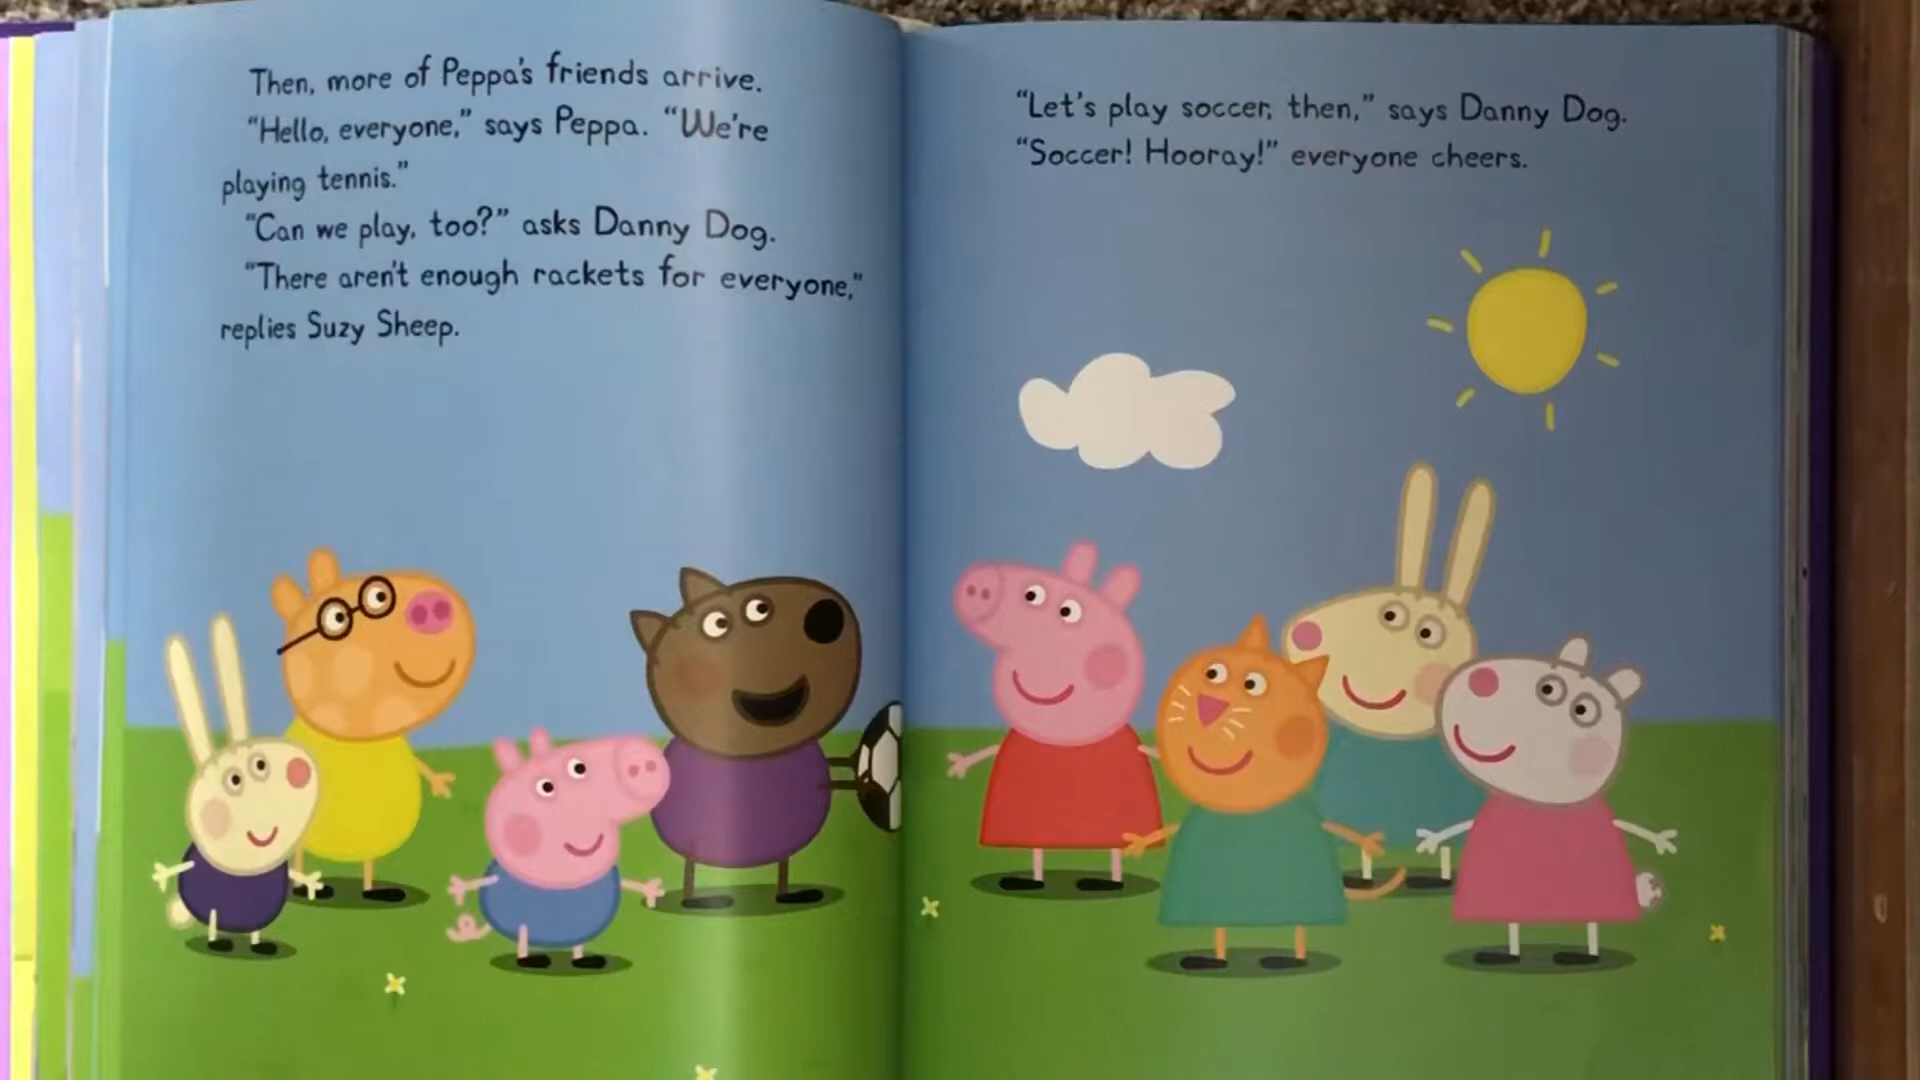 Then, more of Peppa's friends arrive.
“Hello, everyone,” says Peppa. “We're
playing tennis.”
“Can we play, too?” asks Danny Dog.
“There aren't enough rackets for everyone,”
replies Suzy Sheep.
“Let's play soccer, then,” says Danny Dog.
“Soccer! Hooray!” everyone cheers.